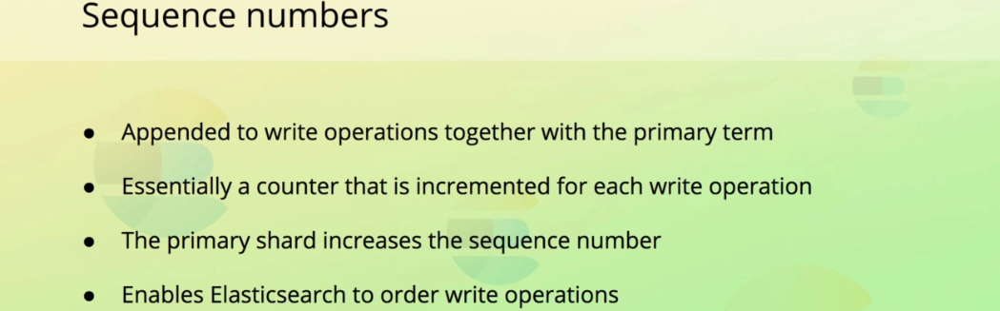 Sequence numbers
● Appended to write operations together with the primary term
● Essentially a counter that is incremented for each write operation
● The primary shard increases the sequence number
● Enables Elasticsearch to order write operations